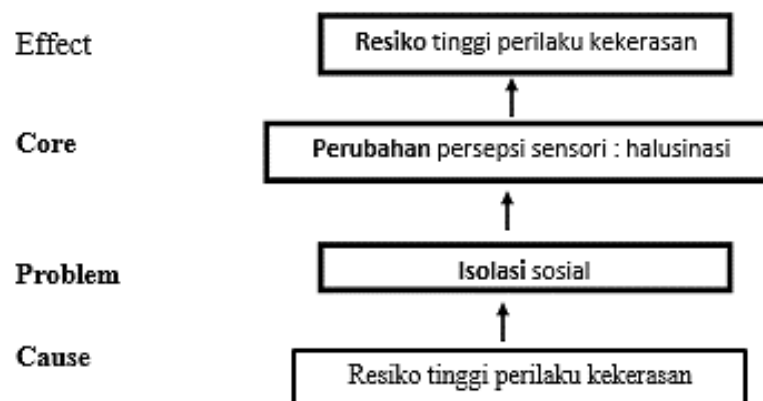 Effect
Resiko tinggi perilaku kekerasan
Core
Perubahan persepsi sensori : halusinasi
Problem
Isolasi sosial
Cause
Resiko tinggi perilaku kekerasan